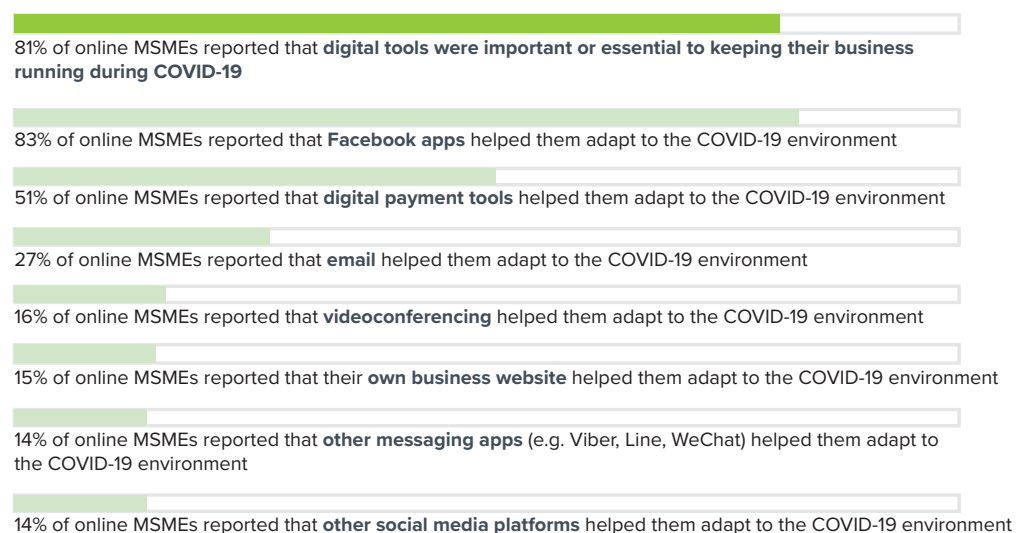 81% of online MSMEs reported that digital tools were important or essential to keeping their business
running during COVID-19
83% of online MSMEs reported that Facebook apps helped them adapt to the COVID-19 environment
51% of online MSMEs reported that digital payment tools helped them adapt to the COVID-19 environment
27% of online MSMEs reported that email helped them adapt to the COVID-19 environment
16% of online MSMEs reported that videoconferencing helped them adapt to the COVID-19 environment
15% of online MSMEs reported that their own business website helped them adapt to the COVID-19 environment
14% of online MSMEs reported that other messaging apps (e.g. Viber, Line, WeChat) helped them adapt to
the COVID-19 environment
14% of online MSMEs reported that other social media platforms helped them adapt to the COVID-19 environment